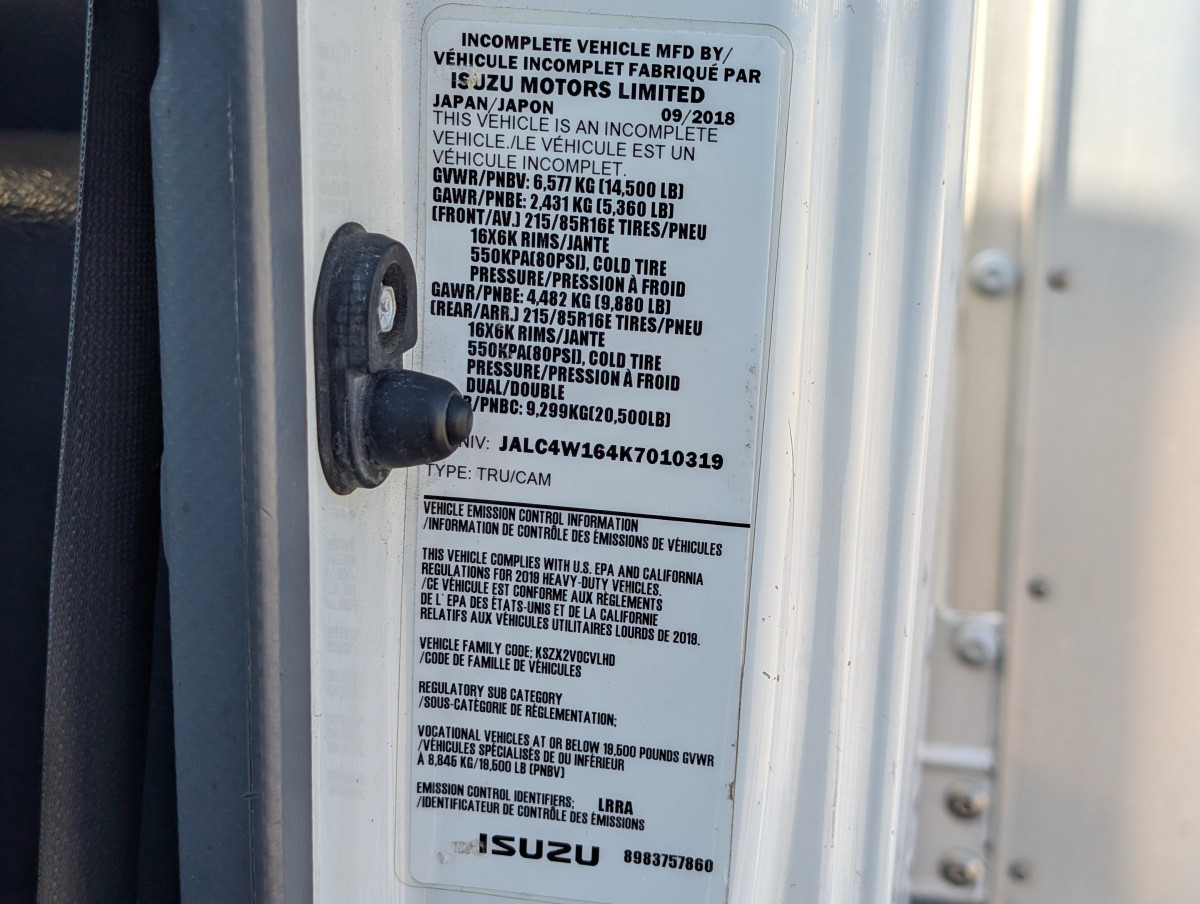 INCOMPLETE VEHICLE MFD BY/
VÉHICULE INCOMPLET FABRIQUÉ PAR
ISUZU MOTORS LIMITED
JAPAN/JAPON 09/2018
THIS VEHICLE IS AN INCOMPLETE
VEHICLE./LE VÉHICULE EST UN
VÉHICULE INCOMPLET.
GVWR/PNBV: 6,577 KG (14,500 LB)
GAWR/PNBE: 2,431 KG (5,360 LB)
(FRONT/AV.) 215/85R16E TIRES/PNEU
16X6K RIMS/JANTE
550KPA(80PSI), COLD TIRE
PRESSURE/PRESSION À FROID
GAWR/PNBE: 4,482 KG (9,880 LB)
(REAR/ARR.) 215/85R16E TIRES/PNEU
16X6K RIMS/JANTE
550KPA(80PSI), COLD TIRE
PRESSURE/PRESSION À FROID
DUAL/DOUBLE
/PNBC: 9,299KG(20,500LB)
NIV: JALC4W164K7010319
TYPE: TRU/CAM
VEHICLE EMISSION CONTROL INFORMATION
/INFORMATION DE CONTRÔLE DES ÉMISSIONS DE VÉHICULES
THIS VEHICLE COMPLIES WITH U.S. EPA AND CALIFORNIA
REGULATIONS FOR 2019 HEAVY-DUTY VEHICLES.
/CE VÉHICULE EST CONFORME AUX RÈGLEMENTS
DE L' EPA DES ÉTATS-UNIS ET DE LA CALIFORNIE
RELATIFS AUX VÉHICULES UTILITAIRES LOURDS DE 2019.
VEHICLE FAMILY CODE: KSZX2VOCVLHD
/CODE DE FAMILLE DE VÉHICULES
REGULATORY SUB CATEGORY
/SOUS-CATÉGORIE DE RÉGLEMENTATION:
VOCATIONAL VEHICLES AT OR BELOW 19,500 POUNDS GVWR
/VÉHICULES SPÉCIALISÉS DE OU INFÉRIEUR
À 8,845 KG/19,500 LB (PNBV)
EMISSION CONTROL IDENTIFIERS: LRRA
/IDENTIFICATEUR DE CONTRÔLE DES ÉMISSIONS
ISUZU 8983757860